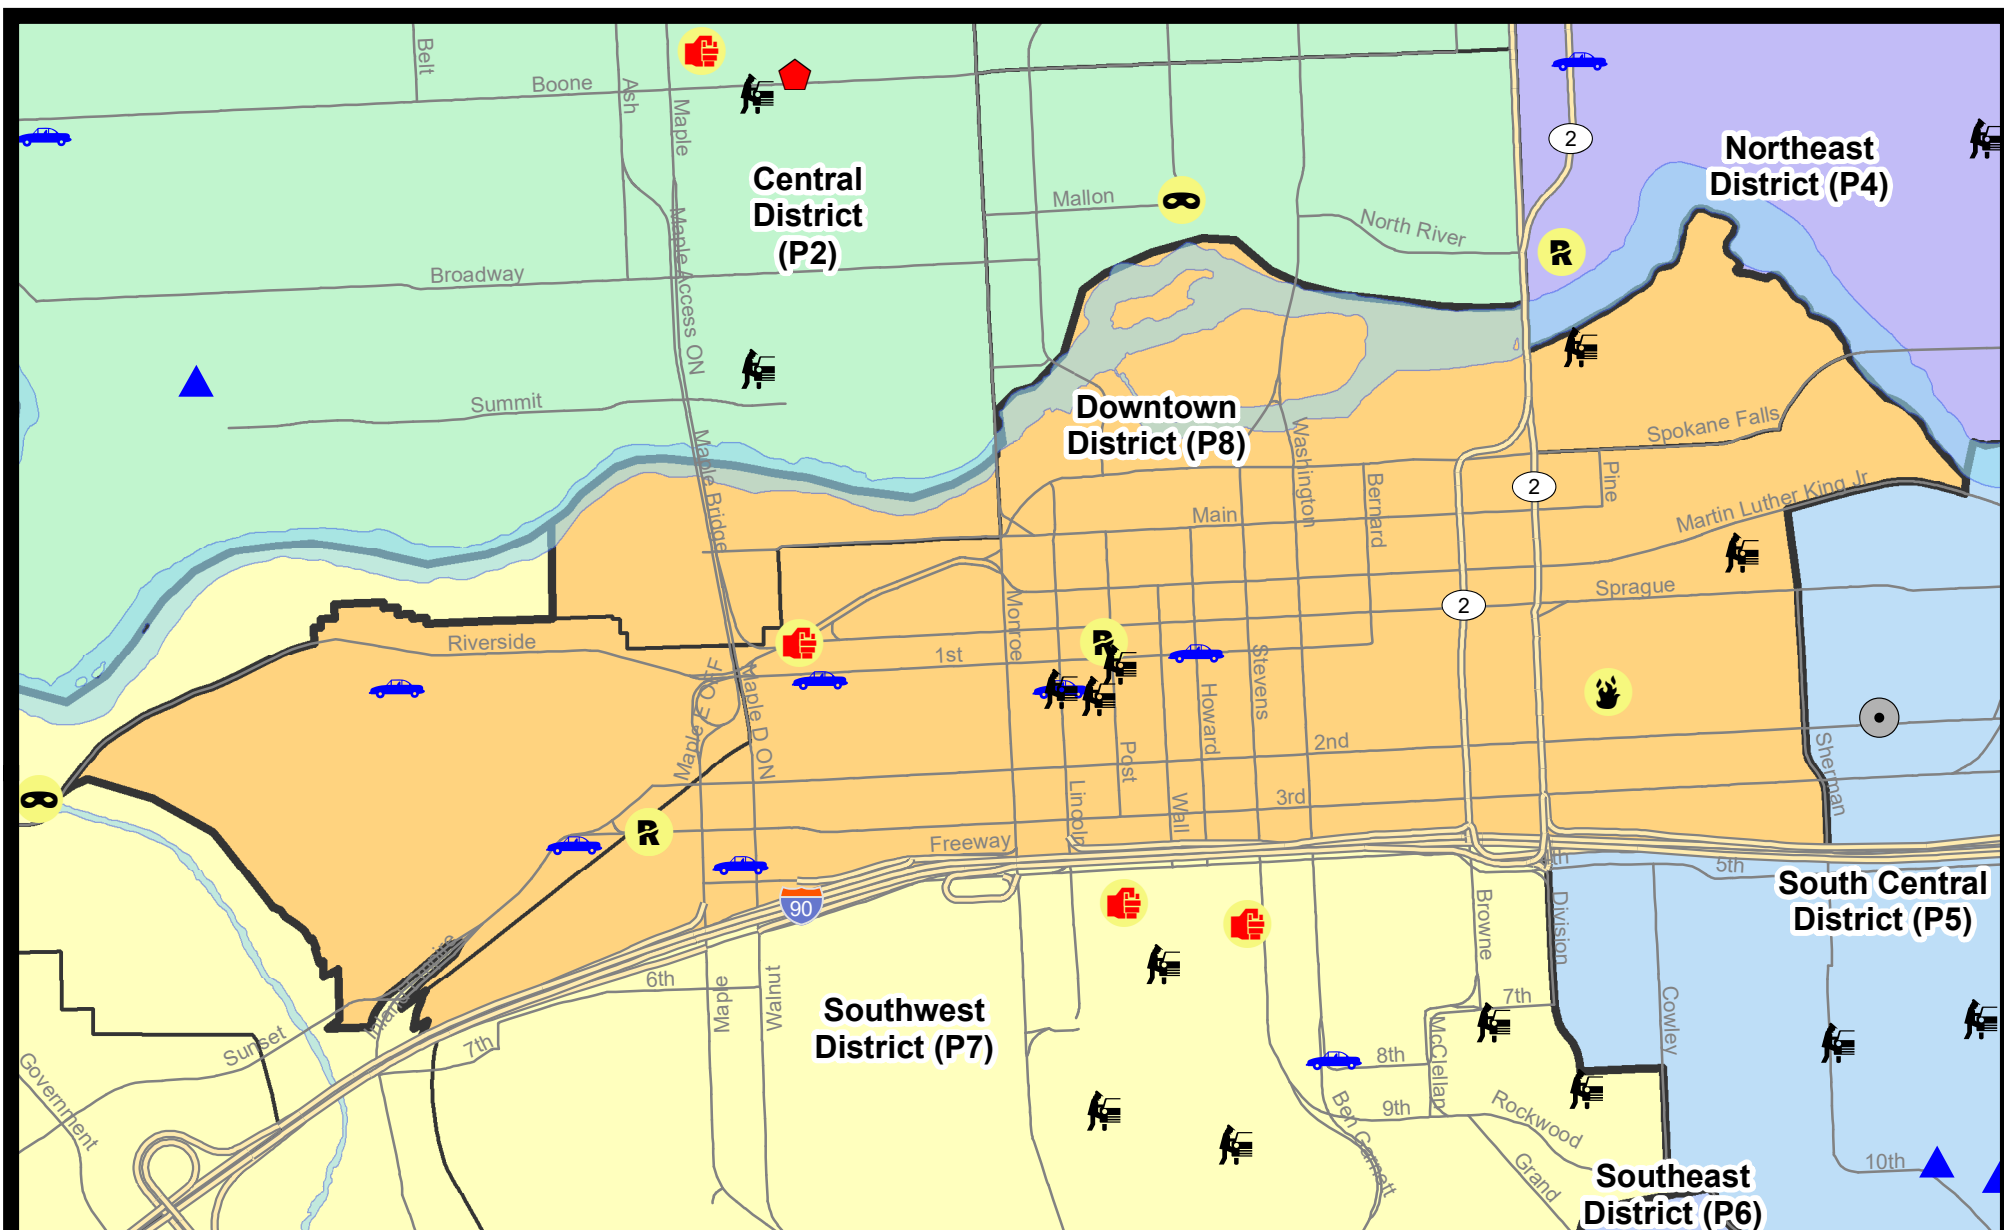 Belt
Boone
Ash
Maple
2
Northeast
District (P4)
Central
District
(P2)
Mallon
North River
R
Maple Access ON
Broadway
Summit
Downtown
District (P8)
Spokane Falls
Washington
Maple Bridge
Bernard
2
Pine
Main
Martin Luther King Jr
Sprague
2
Monroe
Riverside
1st
R
Stevens
Maple E OFF
Maple D ON
Howard
2nd
Post
Sherman
3rd
Lincoln
Wall
R
Freeway
90
5th
South Central
District (P5)
Browne
Division
6th
Maple
Walnut
Southwest
District (P7)
7th
Cowley
Sunset
7th
McClellan
8th
Government
9th
Rockwood
Ben Garnett
Grand
10th
Southeast
District (P6)